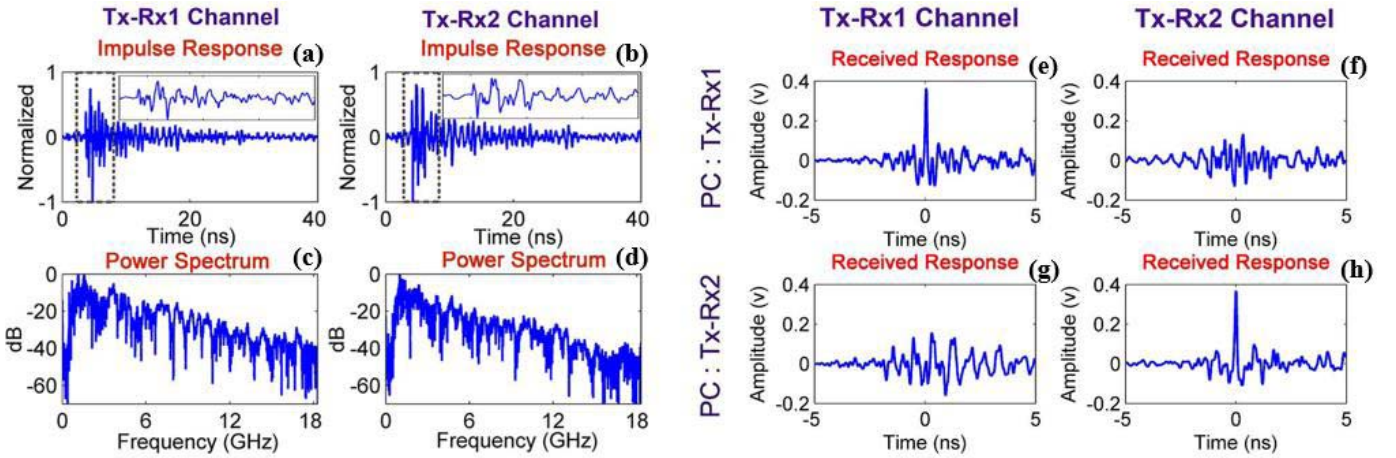 Tx-Rx1 Channel
Tx-Rx2 Channel
Impulse Response (a)
Impulse Response (b)
Normalized
1
0
-1
0
20
40
Time (ns)
Normalized
1
0
-1
0
20
40
Time (ns)
Power Spectrum (c)
Power Spectrum (d)
dB
0
-20
-40
-60
0
6
12
18
Frequency (GHz)
dB
0
-20
-40
-60
0
6
12
18
Frequency (GHz)
Tx-Rx1 Channel
Tx-Rx2 Channel
PC : Tx-Rx1
Received Response (e)
Amplitude (v)
0.4
0.2
0
-0.2
-5
0
5
Time (ns)
Received Response (f)
Amplitude (v)
0.4
0.2
0
-0.2
-5
0
5
Time (ns)
PC : Tx-Rx2
Received Response (g)
Amplitude (v)
0.4
0.2
0
-0.2
-5
0
5
Time (ns)
Received Response (h)
Amplitude (v)
0.4
0.2
0
-0.2
-5
0
5
Time (ns)